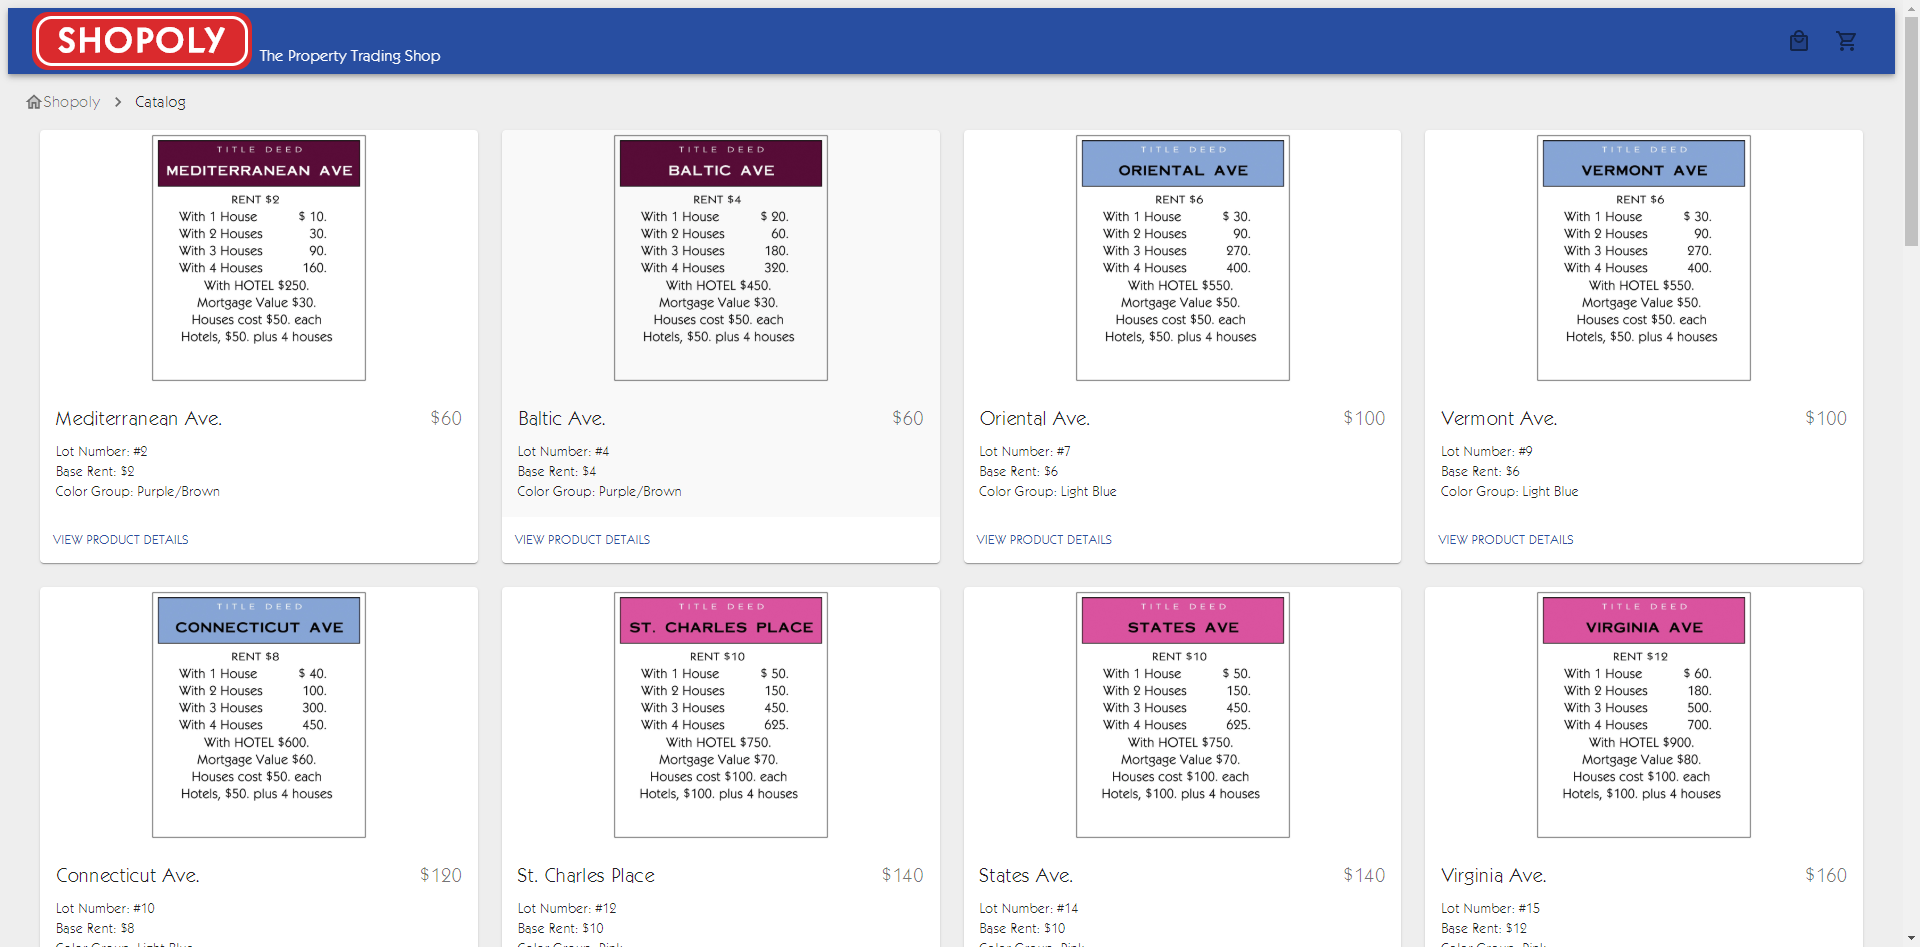 SHOPOLY
The Property Trading Shop
Shopoly > Catalog
TITLE DEED
MEDITERRANEAN AVE
RENT $2
With 1 House $ 10.
With 2 Houses 30.
With 3 Houses 90.
With 4 Houses 160.
With HOTEL $250.
Mortgage Value $30.
Houses cost $50. each
Hotels, $50. plus 4 houses
Mediterranean Ave. $60
Lot Number: #2
Base Rent: $2
Color Group: Purple/Brown
VIEW PRODUCT DETAILS
TITLE DEED
BALTIC AVE
RENT $4
With 1 House $ 20.
With 2 Houses 60.
With 3 Houses 180.
With 4 Houses 320.
With HOTEL $450.
Mortgage Value $30.
Houses cost $50. each
Hotels, $50. plus 4 houses
Baltic Ave. $60
Lot Number: #4
Base Rent: $4
Color Group: Purple/Brown
VIEW PRODUCT DETAILS
TITLE DEED
ORIENTAL AVE
RENT $6
With 1 House $ 30.
With 2 Houses 90.
With 3 Houses 270.
With 4 Houses 400.
With HOTEL $550.
Mortgage Value $50.
Houses cost $50. each
Hotels, $50. plus 4 houses
Oriental Ave. $100
Lot Number: #7
Base Rent: $6
Color Group: Light Blue
VIEW PRODUCT DETAILS
TITLE DEED
VERMONT AVE
RENT $6
With 1 House $ 30.
With 2 Houses 90.
With 3 Houses 270.
With 4 Houses 400.
With HOTEL $550.
Mortgage Value $50.
Houses cost $50. each
Hotels, $50. plus 4 houses
Vermont Ave. $100
Lot Number: #9
Base Rent: $6
Color Group: Light Blue
VIEW PRODUCT DETAILS
TITLE DEED
CONNECTICUT AVE
RENT $8
With 1 House $ 40.
With 2 Houses 100.
With 3 Houses 300.
With 4 Houses 450.
With HOTEL $600.
Mortgage Value $60.
Houses cost $50. each
Hotels, $50. plus 4 houses
Connecticut Ave. $120
Lot Number: #10
Base Rent: $8
Color Group: Light Blue
TITLE DEED
ST. CHARLES PLACE
RENT $10
With 1 House $ 50.
With 2 Houses 150.
With 3 Houses 450.
With 4 Houses 625.
With HOTEL $750.
Mortgage Value $70.
Houses cost $100. each
Hotels, $100. plus 4 houses
St. Charles Place $140
Lot Number: #12
Base Rent: $10
Color Group: Pink
TITLE DEED
STATES AVE
RENT $10
With 1 House $ 50.
With 2 Houses 150.
With 3 Houses 450.
With 4 Houses 625.
With HOTEL $750.
Mortgage Value $70.
Houses cost $100. each
Hotels, $100. plus 4 houses
States Ave. $140
Lot Number: #14
Base Rent: $10
Color Group: Pink
TITLE DEED
VIRGINIA AVE
RENT $12
With 1 House $ 60.
With 2 Houses 180.
With 3 Houses 500.
With 4 Houses 700.
With HOTEL $900.
Mortgage Value $80.
Houses cost $100. each
Hotels, $100. plus 4 houses
Virginia Ave. $160
Lot Number: #15
Base Rent: $12
Color Group: Pink